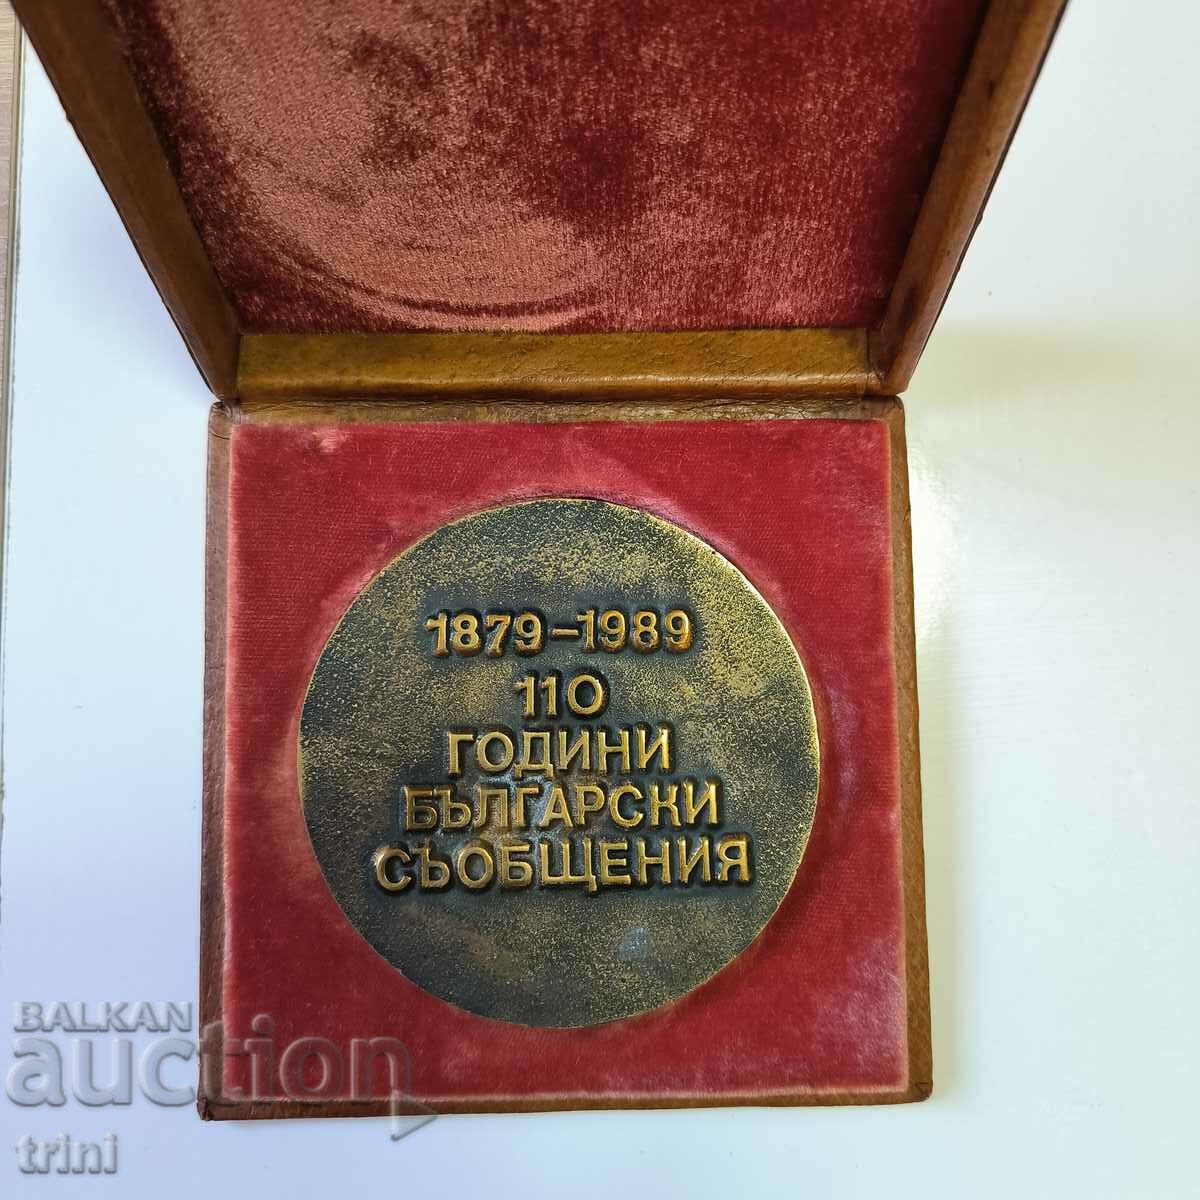 1879-1989
110
ГОДИНИ
БЪЛГАРСКИ
СЪОБЩЕНИЯ
BALKAN
auction
trini